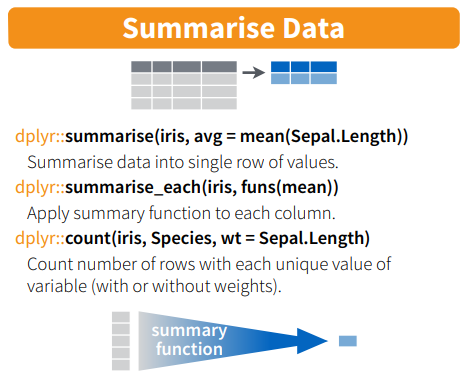 Summarise Data
dplyr::summarise(iris, avg = mean(Sepal.Length))
Summarise data into single row of values.
dplyr::summarise_each(iris, funs(mean))
Apply summary function to each column.
dplyr::count(iris, Species, wt = Sepal.Length)
Count number of rows with each unique value of
variable (with or without weights).
summary
function